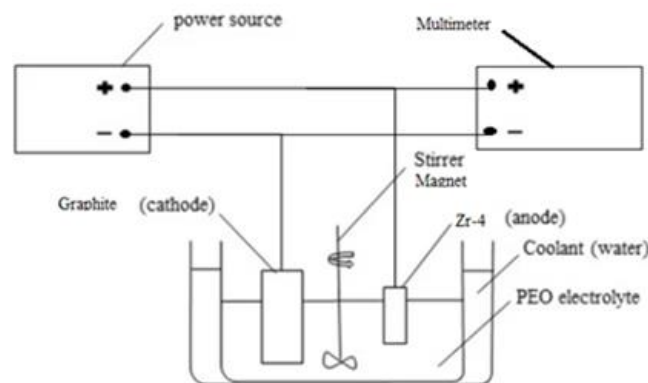 power source
Multimeter
+
+
−
−
Stirrer
Magnet
Graphite (cathode)
Zr-4 (anode)
Coolant (water)
PEO electrolyte